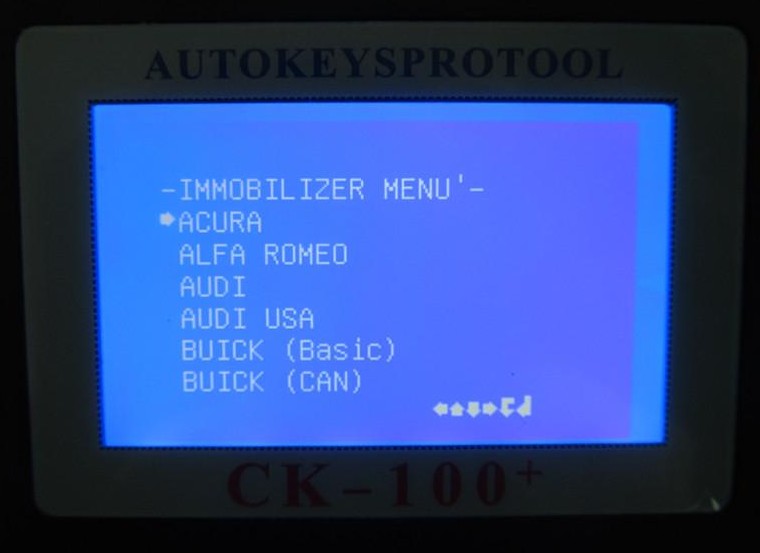 AUTOKEYSPROTOOL
-IMMOBILIZER MENU'-
ACURA
ALFA ROMEO
AUDI
AUDI USA
BUICK (Basic)
BUICK (CAN)
CK-100+